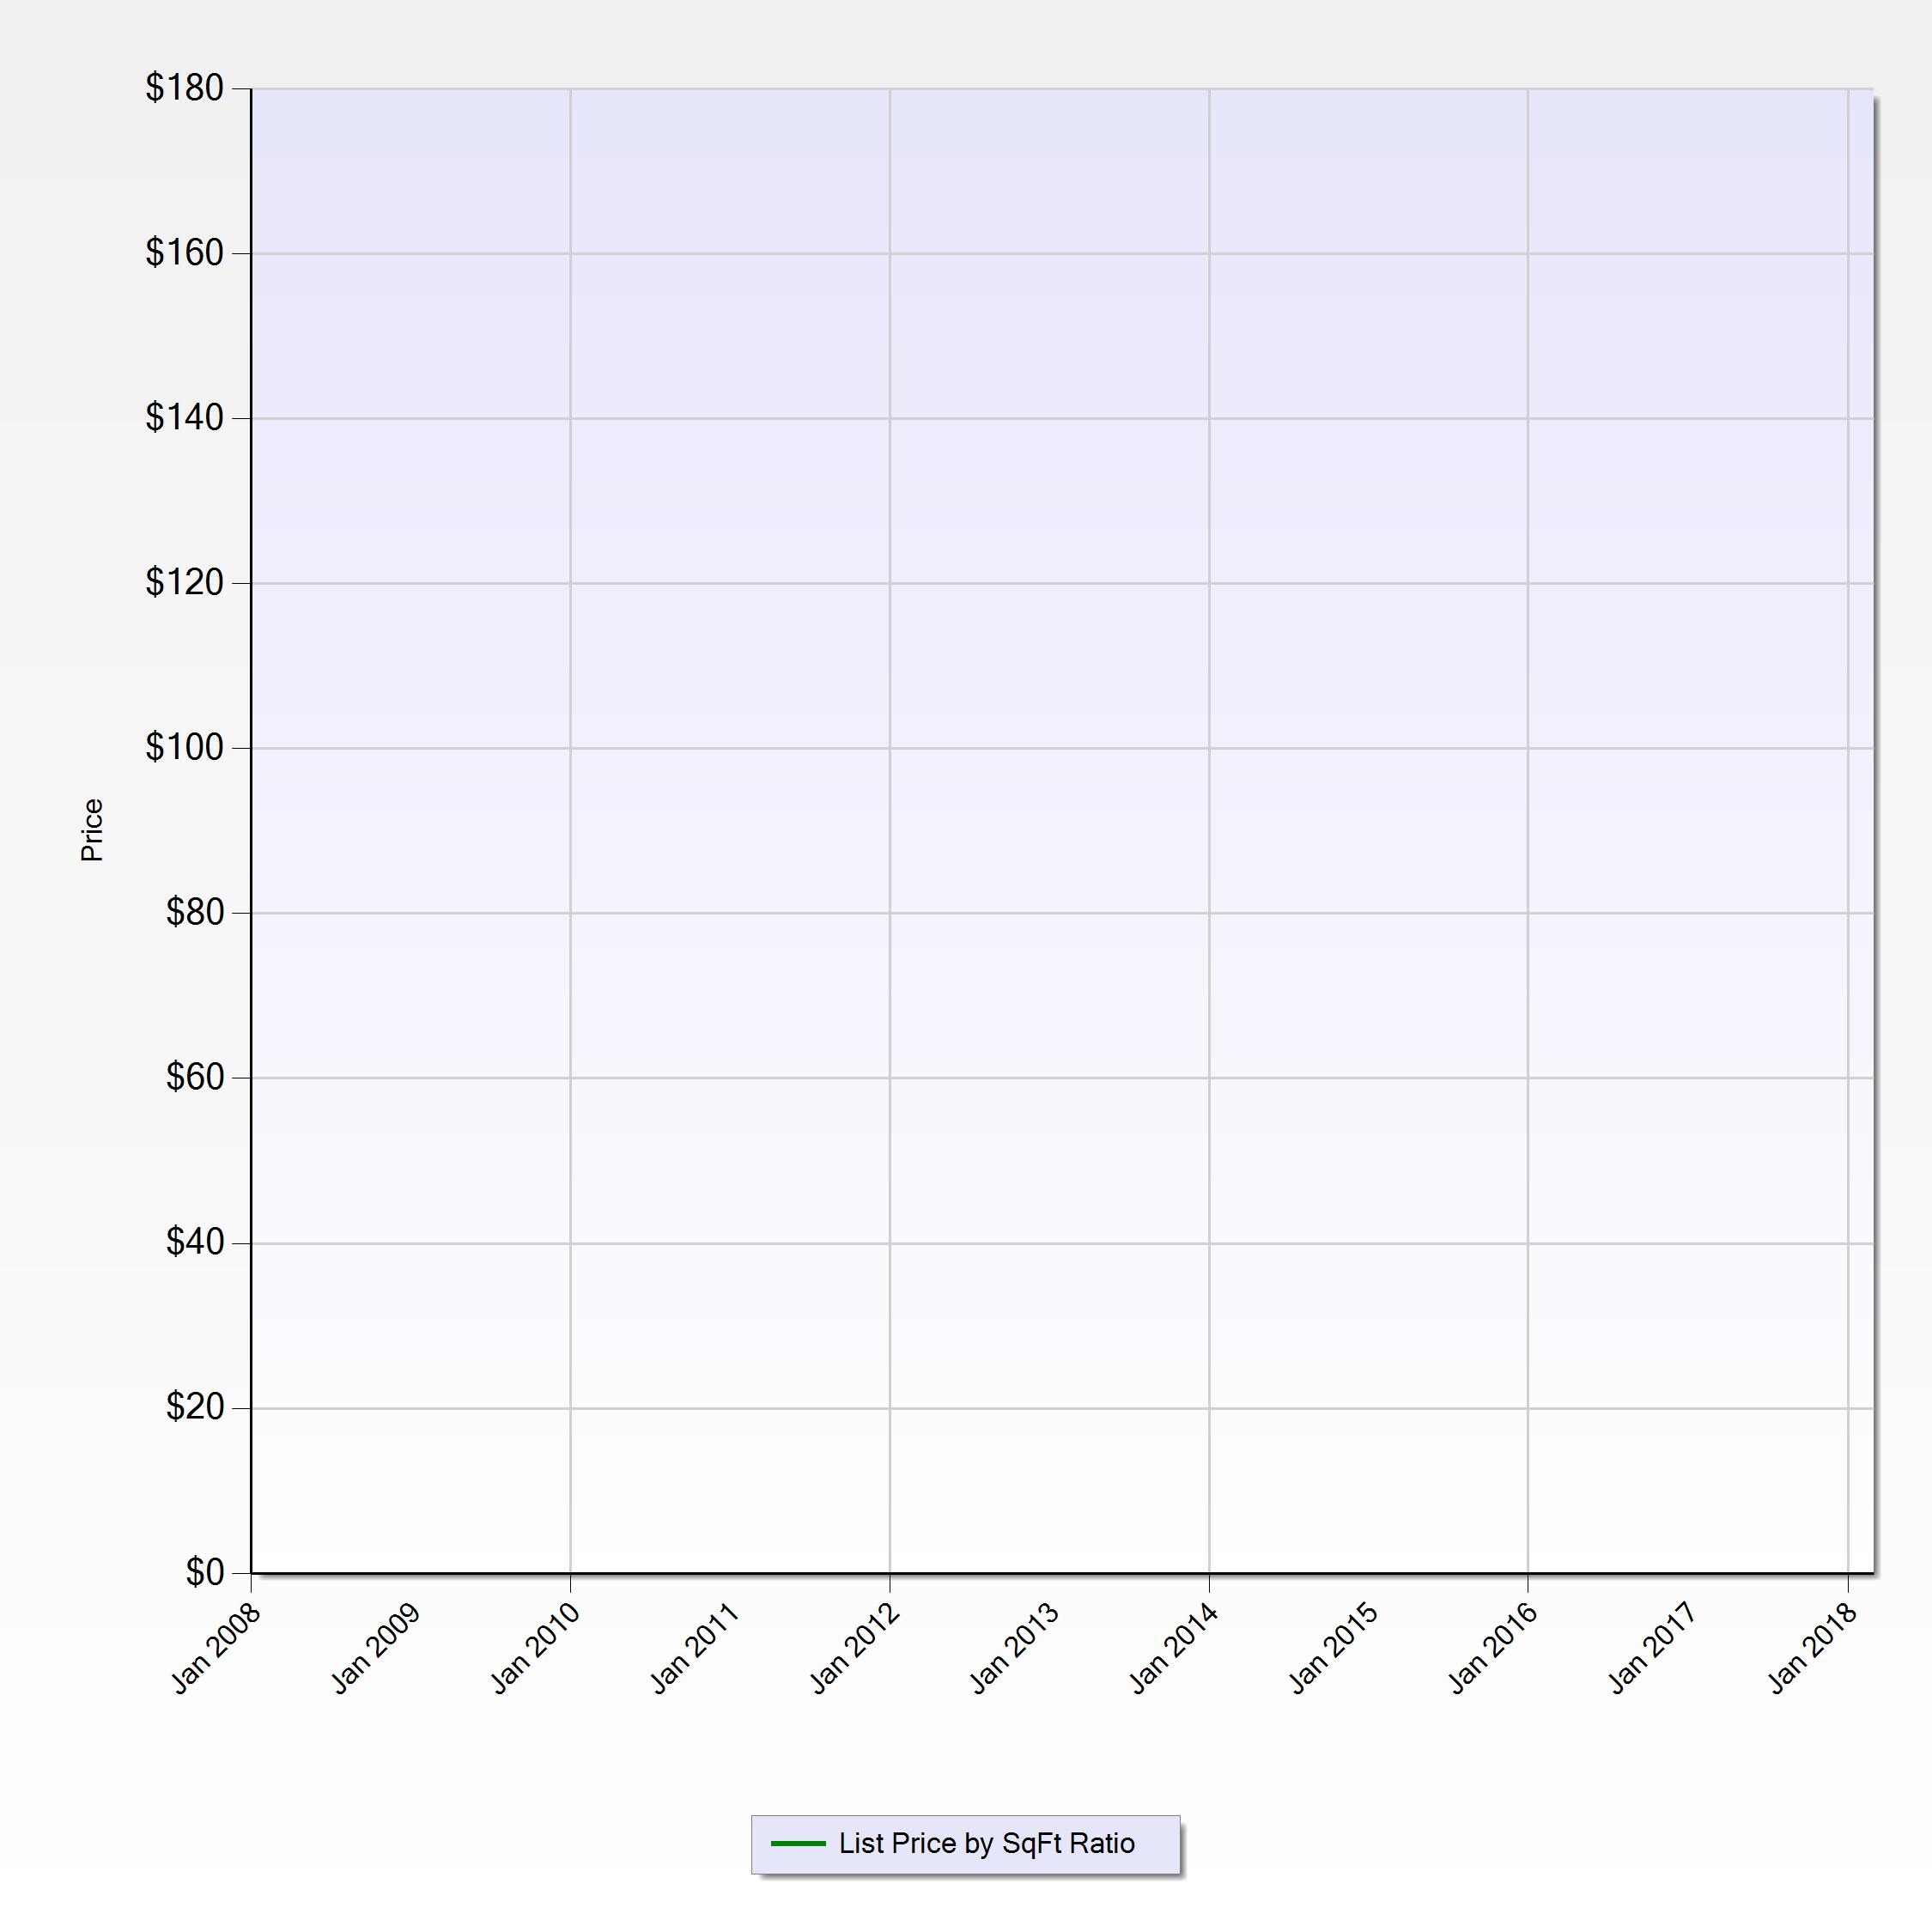 $180
$160
$140
$120
$100
$80
$60
$40
$20
$0
Price
Jan 2008
Jan 2009
Jan 2010
Jan 2011
Jan 2012
Jan 2013
Jan 2014
Jan 2015
Jan 2016
Jan 2017
Jan 2018
List Price by SqFt Ratio